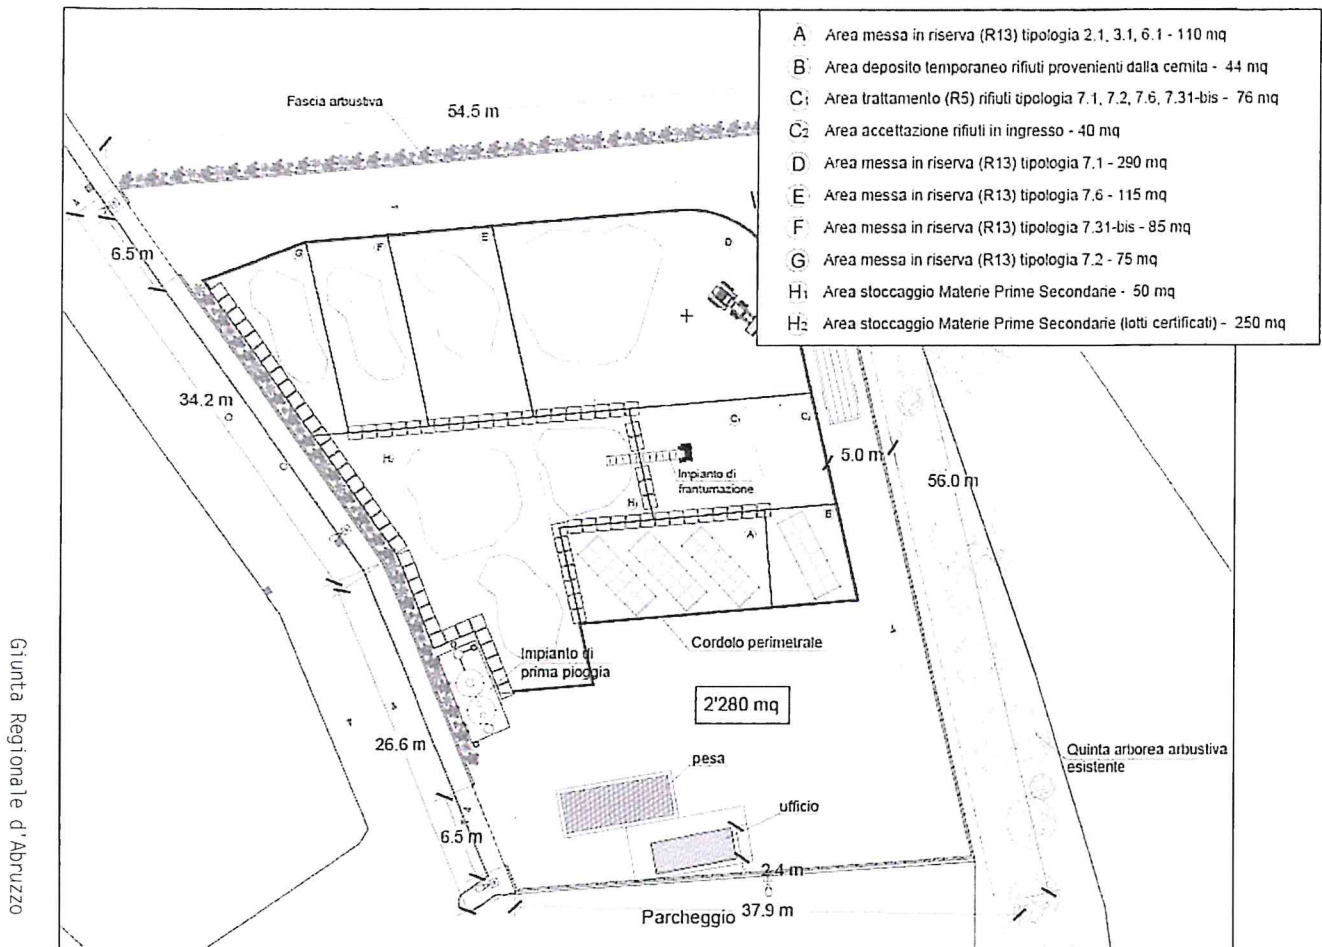 A Area messa in riserva (R13) tipologia 2.1, 3.1, 6.1 - 110 mq
B Area deposito temporaneo rifiuti provenienti dalla cernita - 44 mq
C1 Area trattamento (R5) rifiuti tipologia 7.1, 7.2, 7.6, 7.31-bis - 76 mq
C2 Area accettazione rifiuti in ingresso - 40 mq
D Area messa in riserva (R13) tipologia 7.1 - 290 mq
E Area messa in riserva (R13) tipologia 7.6 - 115 mq
F Area messa in riserva (R13) tipologia 7.31-bis - 85 mq
G Area messa in riserva (R13) tipologia 7.2 - 75 mq
H1 Area stoccaggio Materie Prime Secondarie - 50 mq
H2 Area stoccaggio Materie Prime Secondarie (lotti certificati) - 250 mq
Fascia arbustiva
54.5 m
6.5 m
G
F
E
D
34.2 m
H2
C1
C2
5.0 m
56.0 m
Impianto di
frantumazione
H1
A
B
Impianto di
prima pioggia
Cordolo perimetrale
2'280 mq
26.6 m
pesa
Quinta arborea arbustiva
esistente
ufficio
6.5 m
2.4 m
37.9 m
Parcheggio
Giunta Regionale d'Abruzzo